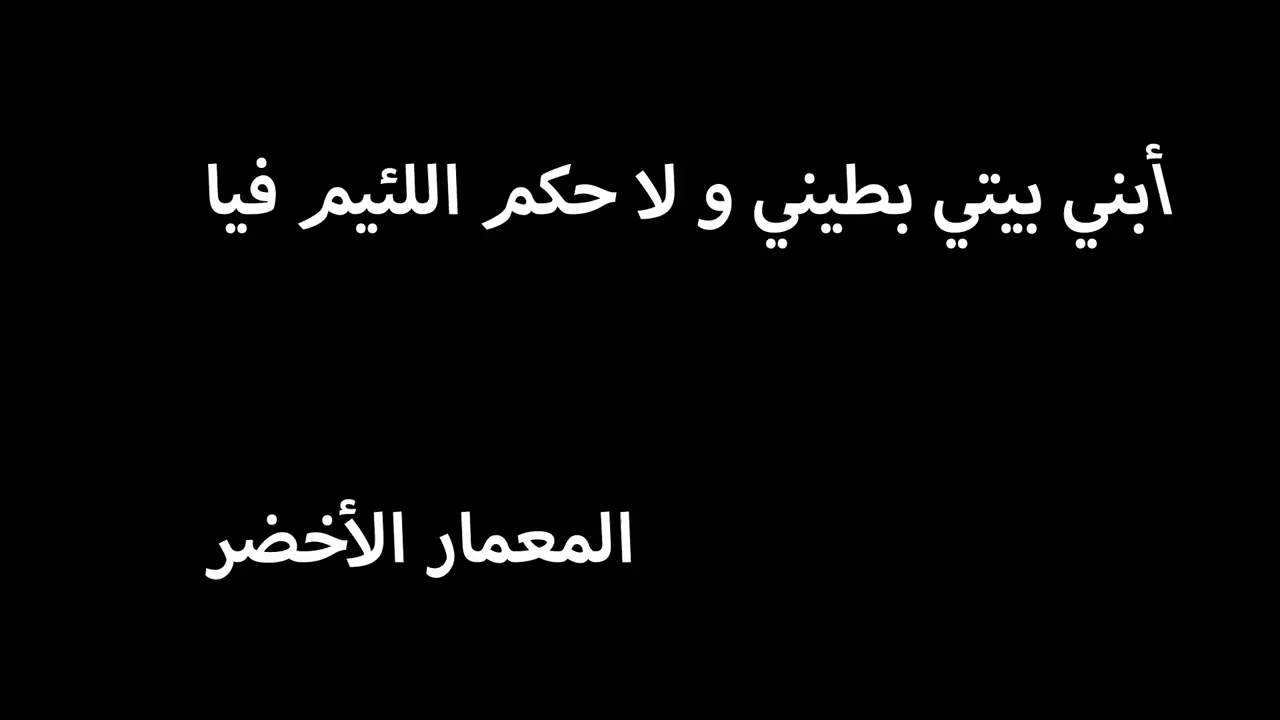 أبني بيتي بطيني و لا حكم اللئيم فيا
المعمار الأخضر